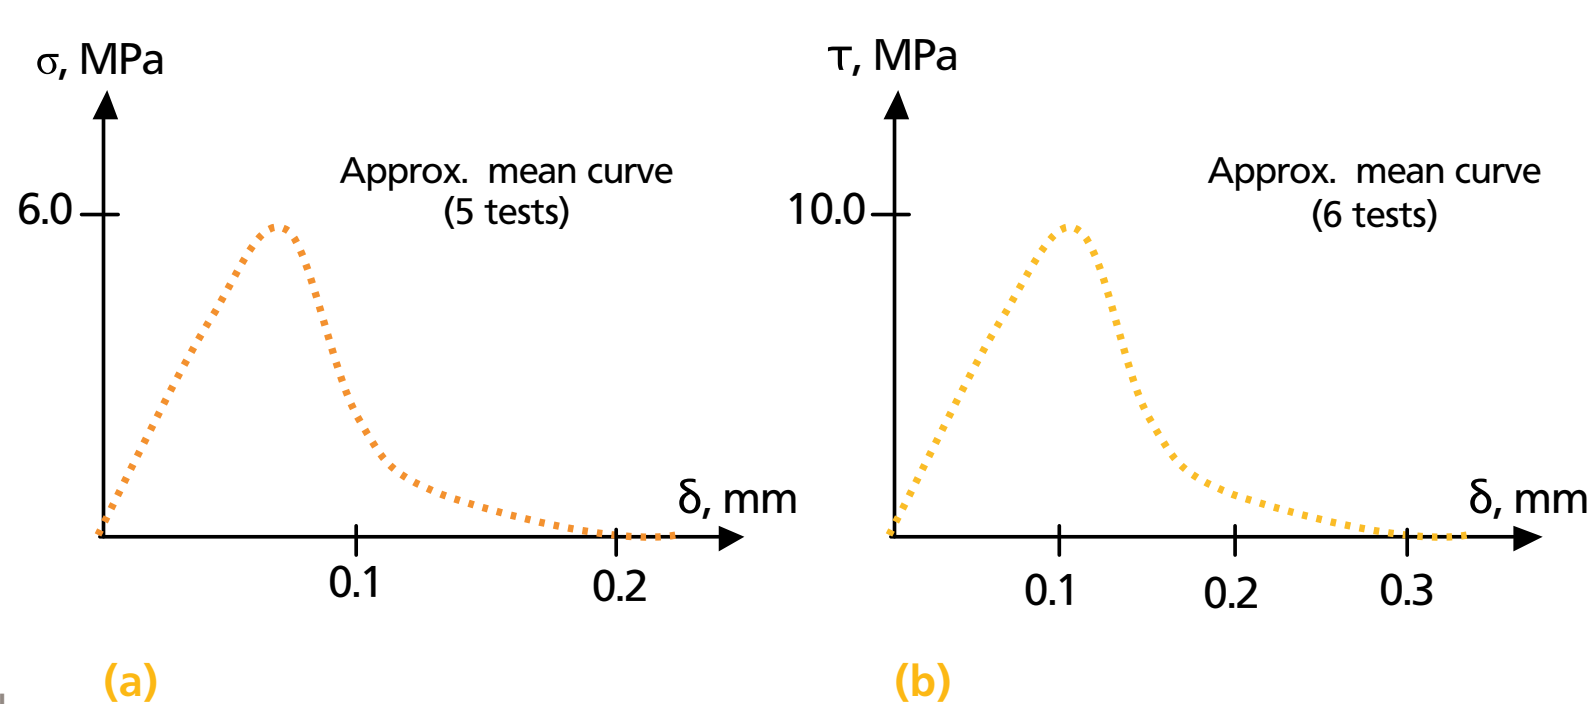 σ, MPa
6.0
Approx. mean curve
(5 tests)
δ, mm
0.1
0.2
(a)
τ, MPa
10.0
Approx. mean curve
(6 tests)
δ, mm
0.1
0.2
0.3
(b)